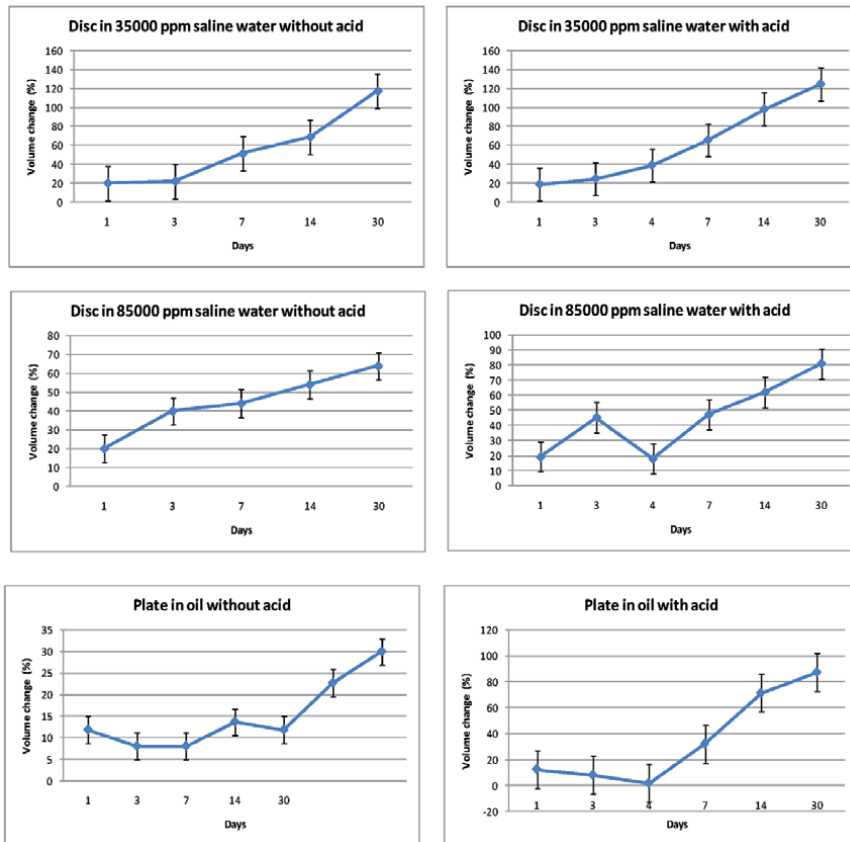 Disc in 35000 ppm saline water without acid
Volume change (%)
160
140
120
100
80
60
40
20
0
1 3 7 14 30
Days
Disc in 35000 ppm saline water with acid
Volume change (%)
160
140
120
100
80
60
40
20
0
1 3 4 7 14 30
Days
Disc in 85000 ppm saline water without acid
Volume change (%)
80
70
60
50
40
30
20
10
0
1 3 7 14 30
Days
Disc in 85000 ppm saline water with acid
Volume change (%)
100
90
80
70
60
50
40
30
20
10
0
1 3 4 7 14 30
Days
Plate in oil without acid
Volume change (%)
35
30
25
20
15
10
5
0
1 3 7 14 30
Days
Plate in oil with acid
Volume change (%)
120
100
80
60
40
20
0
-20
1 3 4 7 14 30
Days